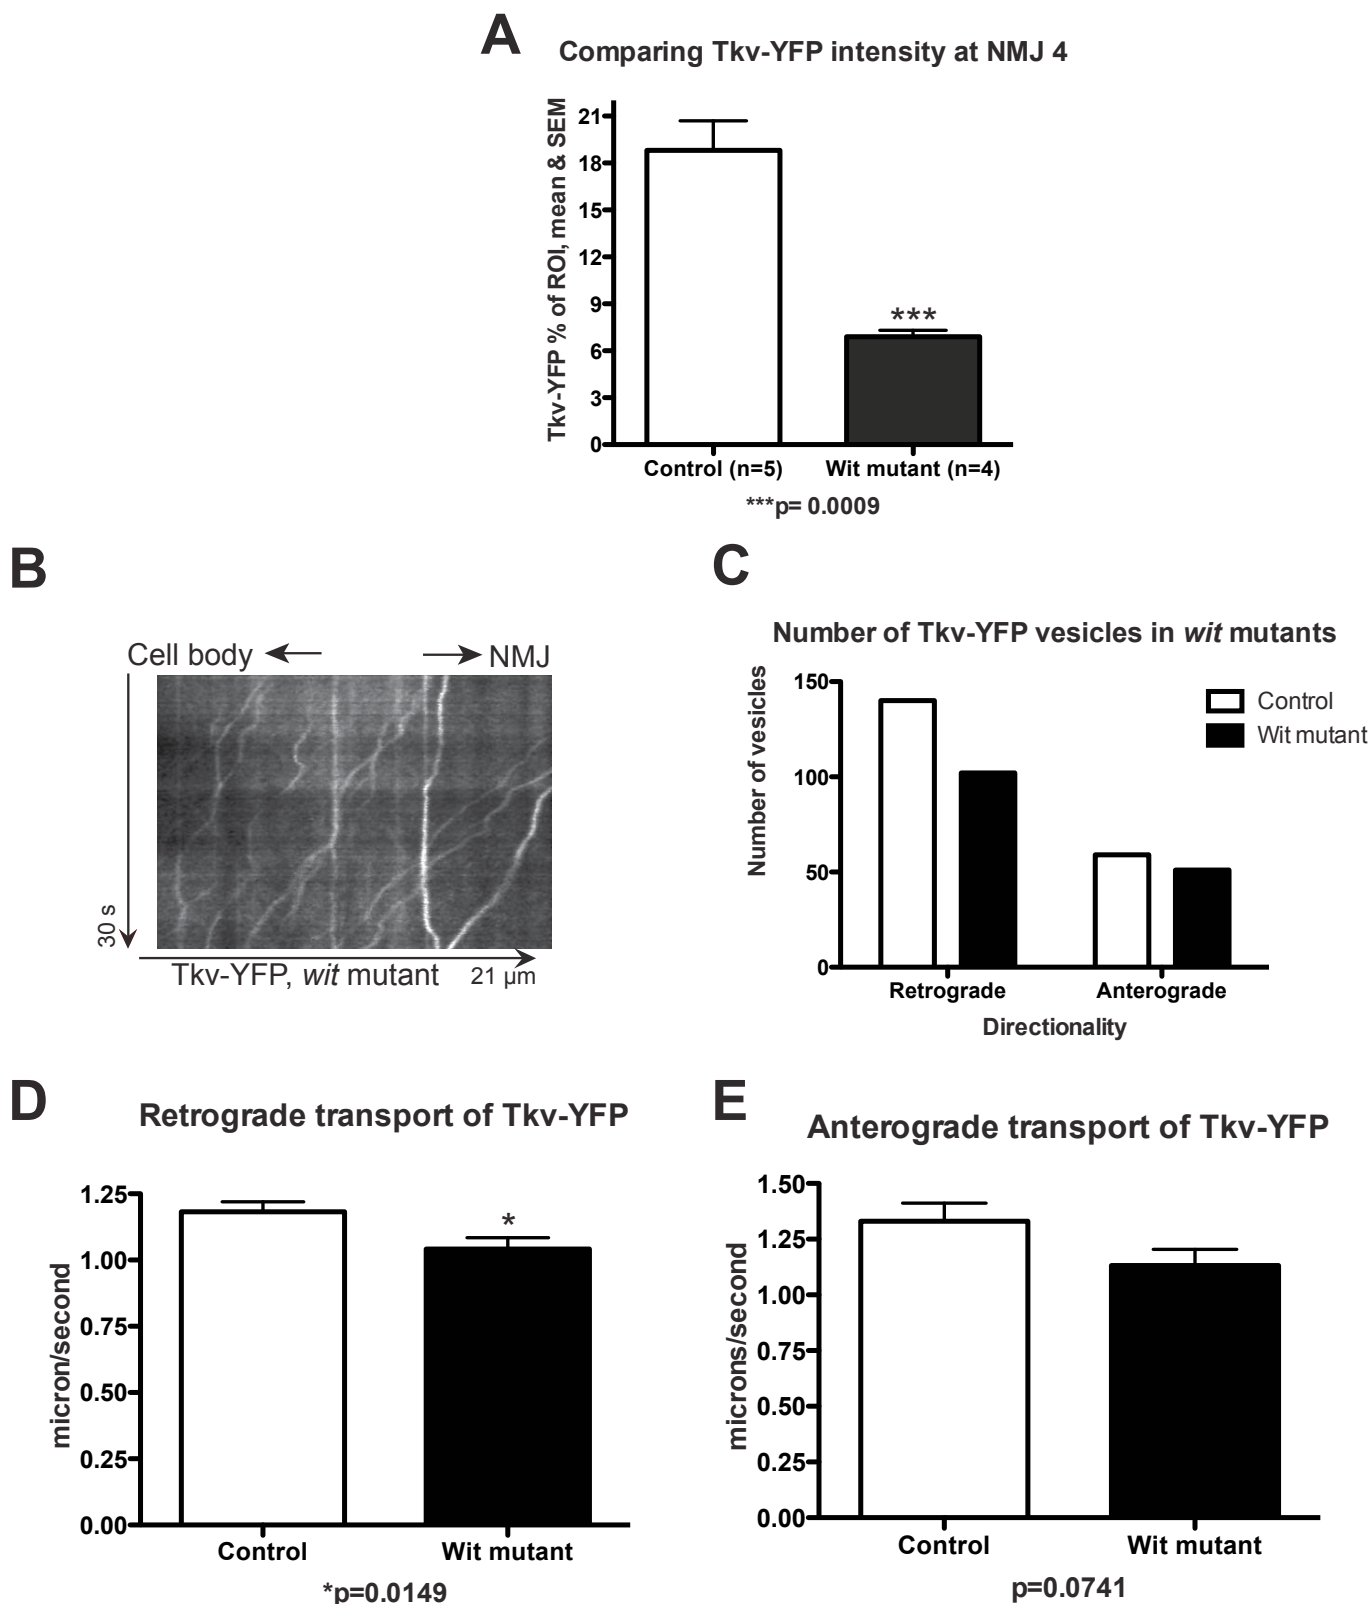 A
Comparing Tkv-YFP intensity at NMJ 4
Tkv-YFP % of ROI, mean & SEM
21
18
15
12
9
6
3
0
***
Control (n=5) Wit mutant (n=4)
***p= 0.0009
B
Cell body NMJ
30 s
Tkv-YFP, wit mutant 21 µm
C
Number of Tkv-YFP vesicles in wit mutants
Number of vesicles
150
100
50
0
Control
Wit mutant
Retrograde Anterograde
Directionality
D
Retrograde transport of Tkv-YFP
micron/second
1.25
1.00
0.75
0.50
0.25
0.00
*
Control Wit mutant
*p=0.0149
E
Anterograde transport of Tkv-YFP
microns/second
1.50
1.25
1.00
0.75
0.50
0.25
0.00
Control Wit mutant
p=0.0741